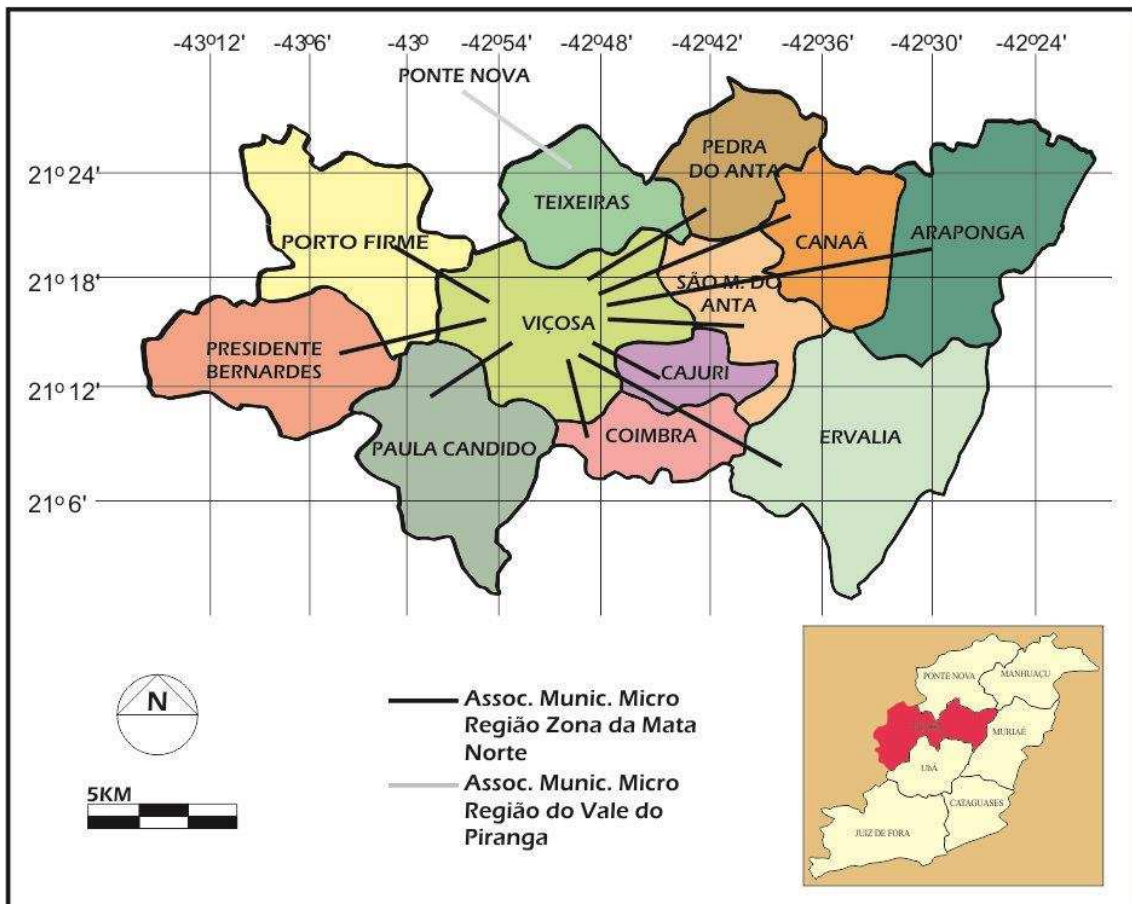 -43º12' -43º6' -43º -42º54' -42º48' -42º42' -42º36' -42º30' -42º24'
PONTE NOVA
21º 24'
21º 18'
21º 12'
21º 6'
PEDRA
DO ANTA
TEIXEIRAS
PORTO FIRME
CANAÃ
ARAPONGA
SÃO M. DO
ANTA
VIÇOSA
PRESIDENTE
BERNARDES
CAJURI
PAULA CANDIDO
COIMBRA
ERVALIA
N
5KM
Assoc. Munic. Micro
Região Zona da Mata
Norte
Assoc. Munic. Micro
Região do Vale do
Piranga
PONTE NOVA
MANHUAÇU
MURIAÉ
UbÁ
CATAGUASES
JUIZ DE FORA